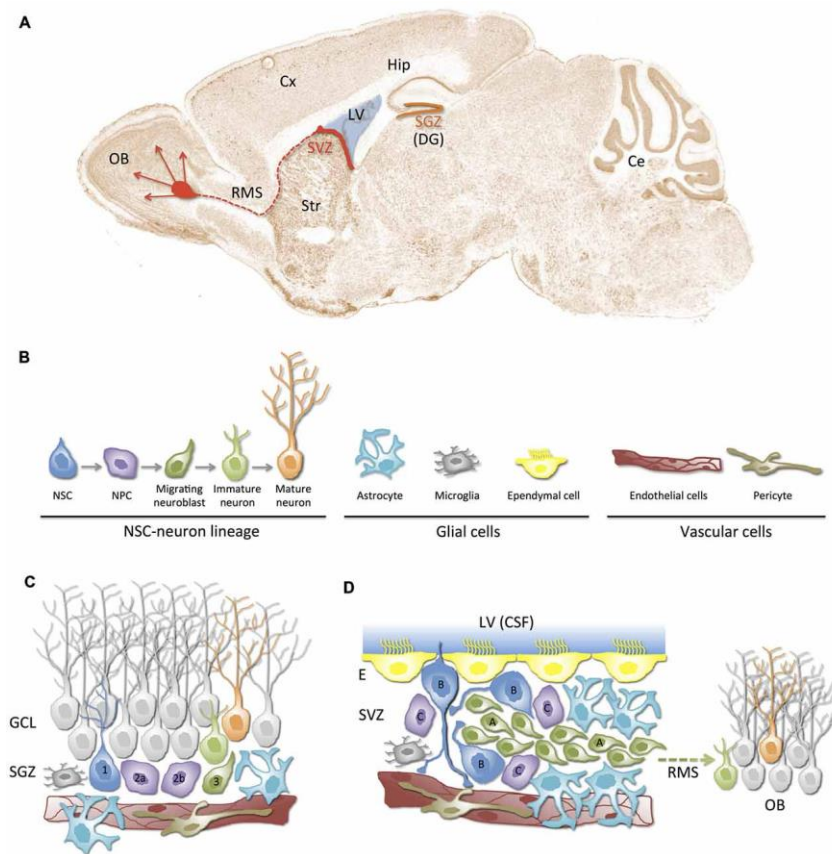 A
Cx
Hip
LV
SVZ
SGZ
(DG)
OB
RMS
Str
Ce
B
NSC
NPC
Migrating
neuroblast
Immature
neuron
Mature
neuron
Astrocyte
Microglia
Ependymal cell
Endothelial cells
Pericyte
NSC-neuron lineage
Glial cells
Vascular cells
C
GCL
SGZ
1
2a
2b
3
D
LV (CSF)
E
SVZ
B
B
B
C
C
C
A
A
RMS
OB